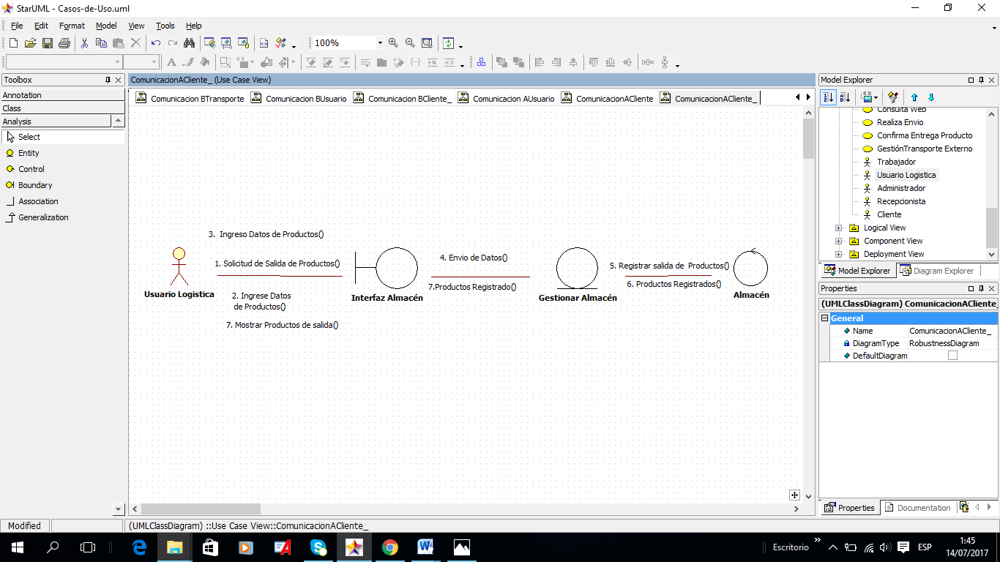 StarUML - Casos-de-Uso.uml
File Edit Format Model View Tools Help
100%
Toolbox
Annotation
Class
Analysis
Select
Entity
Control
Boundary
Association
Generalization
ComunicacionACliente_ (Use Case View)
Comunicacion BTransporte
Comunicacion BUsuario
Comunicacion BCliente_
Comunicacion AUsuario
ComunicacionACliente
ComunicacionACliente_
3. Ingreso Datos de Productos()
1. Solicitud de Salida de Productos()
2. Ingrese Datos
de Productos()
7. Mostrar Productos de salida()
Usuario Logistica
Interfaz Almacén
4. Envio de Datos()
7.Productos Registrado()
Gestionar Almacén
5. Registrar salida de Productos()
6. Productos Registrados()
Almacén
Model Explorer
Consulta Web
Realiza Envio
Confirma Entrega Producto
GestiónTransporte Externo
Trabajador
Usuario Logistica
Administrador
Recepcionista
Cliente
Logical View
Component View
Deployment View
Model Explorer
Diagram Explorer
Properties
(UMLClassDiagram) ComunicacionACliente_
General
Name ComunicacionACliente_
DiagramType RobustnessDiagram
DefaultDiagram
Properties
Documentation
Modified
(UMLClassDiagram) ::Use Case View::ComunicacionACliente_
Escritorio
ESP
1:45
14/07/2017